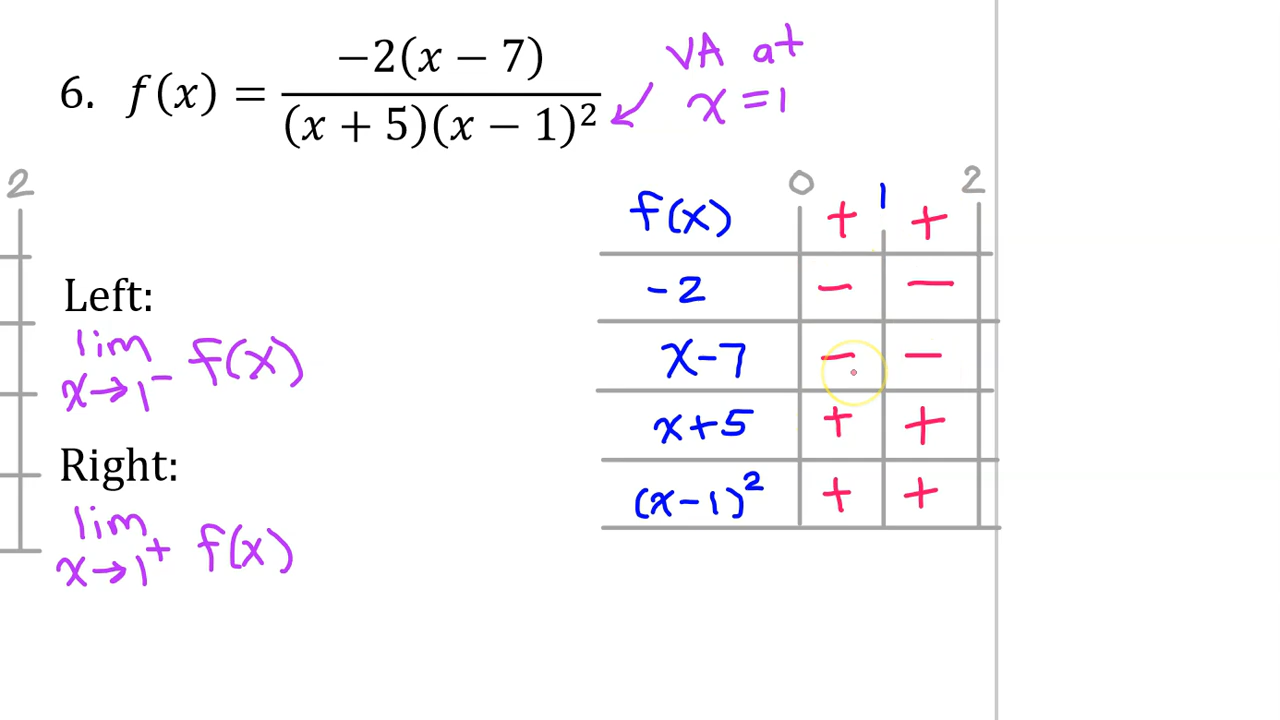 6. f(x) = −2(x − 7) / (x + 5)(x − 1)²
VA at
x = 1
2
Left:
lim x→1⁻ f(x)
Right:
lim x→1⁺ f(x)
0 1 2
f(x) + +
-2 − −
x-7 − −
x+5 + +
(x-1)² + +